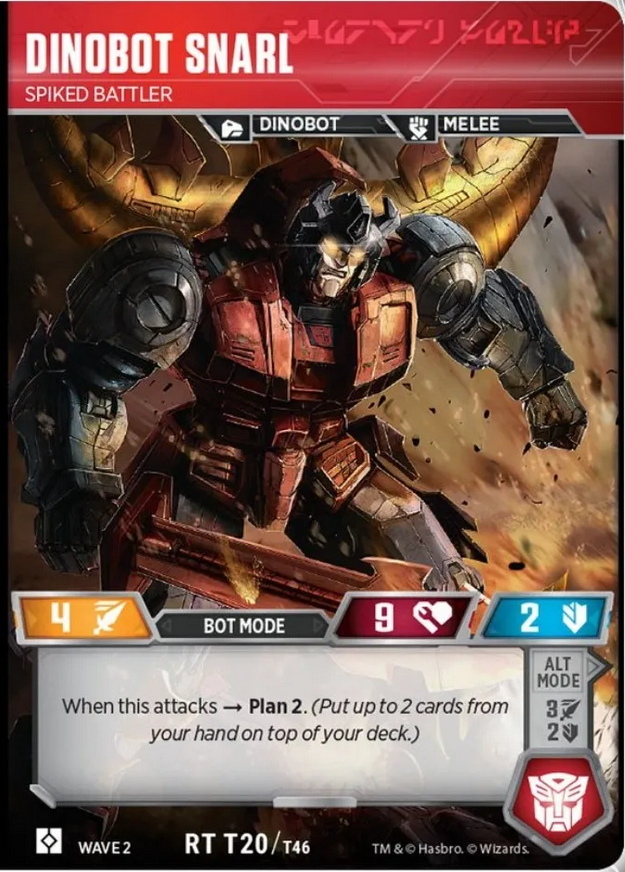 DINOBOT SNARL
SPIKED BATTLER
DINOBOT MELEE
4 BOT MODE 9 2
When this attacks → Plan 2. (Put up to 2 cards from
your hand on top of your deck.)
ALT
MODE
3
2
WAVE 2 RT T20/T46 TM & © Hasbro. © Wizards.